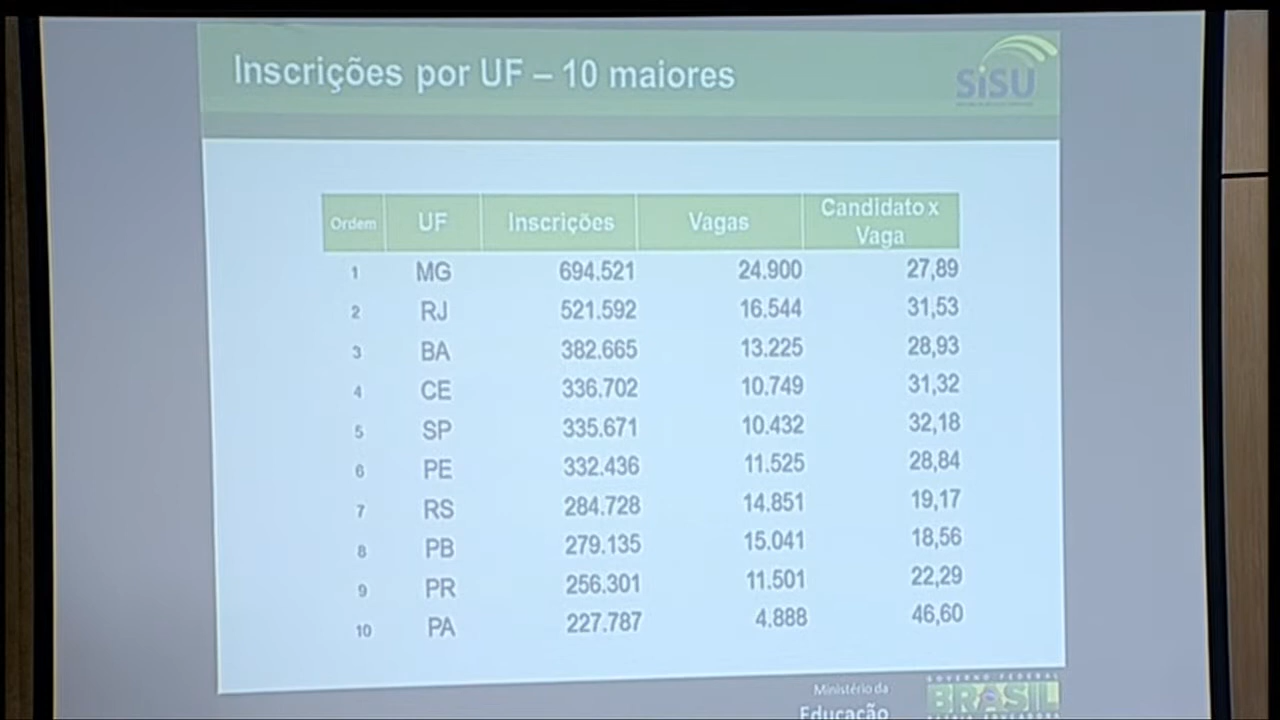 Inscrições por UF – 10 maiores
SiSU
Ordem UF Inscrições Vagas Candidato x Vaga
1 MG 694.521 24.900 27,89
2 RJ 521.592 16.544 31,53
3 BA 382.665 13.225 28,93
4 CE 336.702 10.749 31,32
5 SP 335.671 10.432 32,18
6 PE 332.436 11.525 28,84
7 RS 284.728 14.851 19,17
8 PB 279.135 15.041 18,56
9 PR 256.301 11.501 22,29
10 PA 227.787 4.888 46,60
Ministério da
Educação
GOVERNO FEDERAL
BRASIL